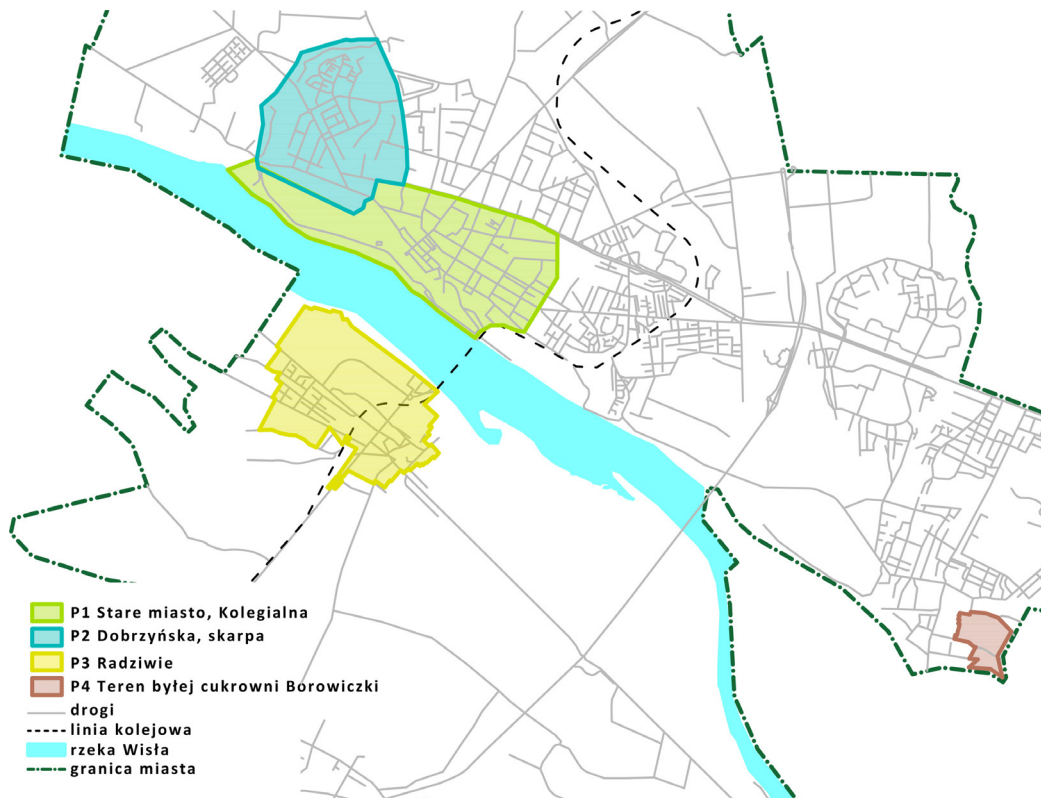 P1 Stare miasto, Kolegialna
P2 Dobrzyńska, skarpa
P3 Radziwie
P4 Teren byłej cukrowni Borowiczki
drogi
linia kolejowa
rzeka Wisła
granica miasta